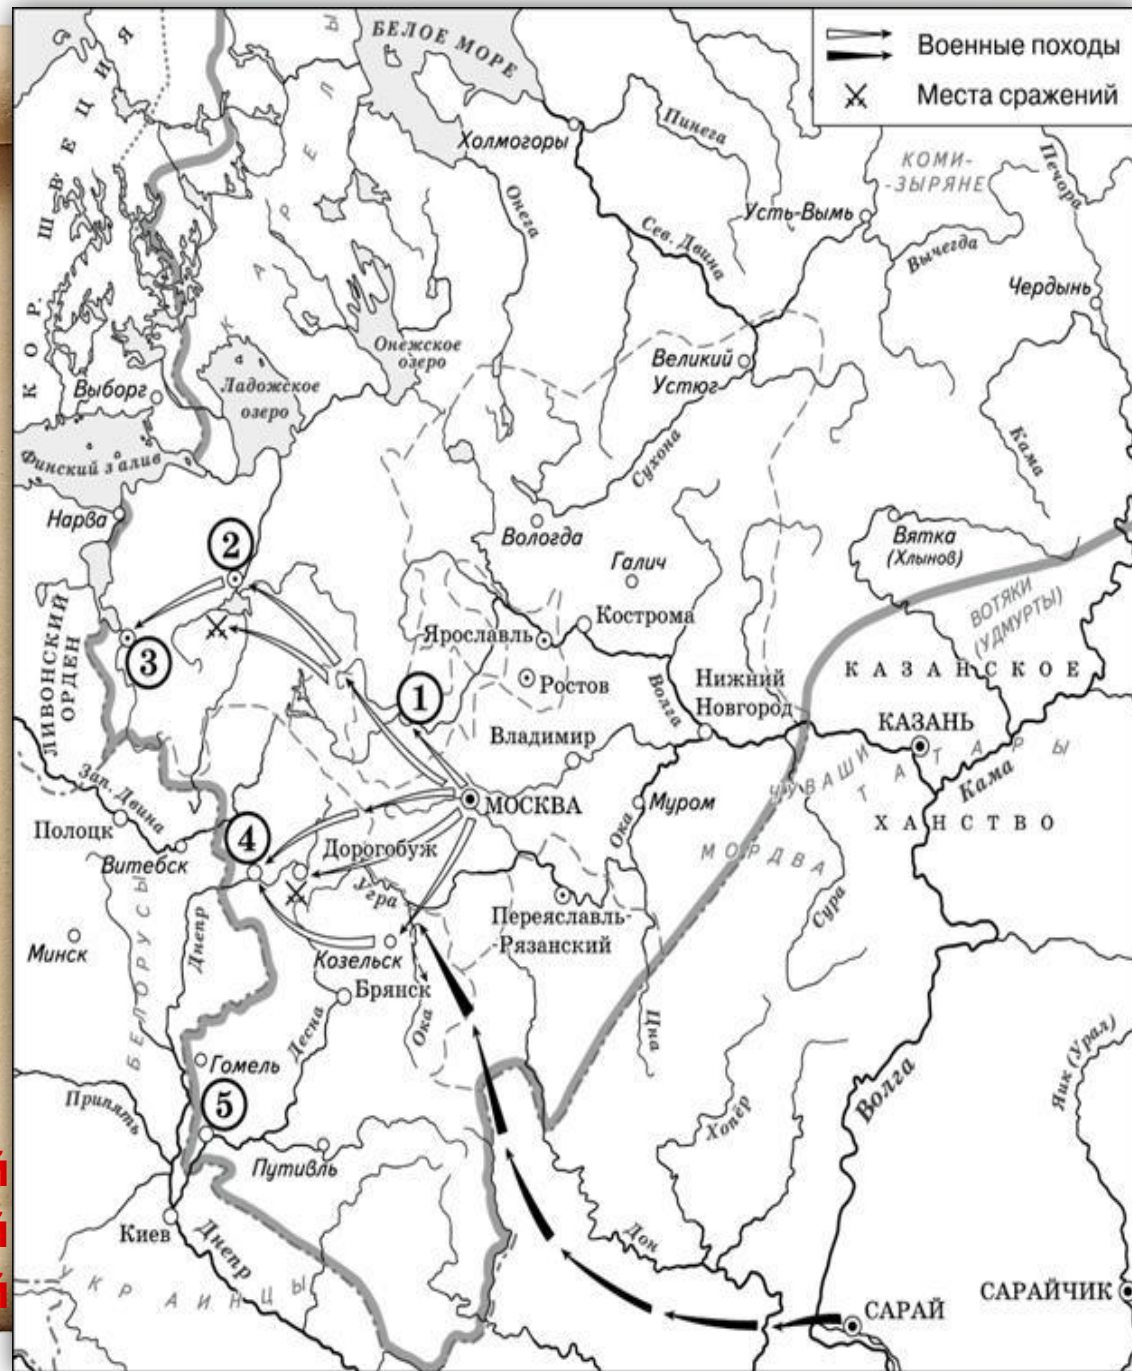 Военные походы
Места сражений
БЕЛОЕ МОРЕ
КОР. ШВЕЦИЯ
КАРЕЛЫ
Холмогоры
Пинега
КОМИ-
-ЗЫРЯНЕ
Печора
Онега
Сев. Двина
Усть-Вымь
Вычегда
Чердынь
Онежское
озеро
Ладожское
озеро
Выборг
Великий
Устюг
Финский залив
Сухона
Кама
Нарва
2
Вологда
Галич
Вятка
(Хлынов)
ВОТЯКИ
(УДМУРТЫ)
ЛИВОНСКИЙ
ОРДЕН
3
Кострома
Ярославль
Ростов
1
Волга
Нижний
Новгород
КАЗАНСКОЕ
КАЗАНЬ
Владимир
ТАТАРЫ
ЧУВАШИ
Кама
Зап. Двина
МОСКВА
Муром
Ока
ХАНСТВО
Полоцк
4
Витебск
Дорогобуж
МОРДВА
Угра
Сура
Переяславль-
-Рязанский
Минск
Днепр
БЕЛОРУСЫ
Козельск
Брянск
Десна
Ока
Цна
Гомель
5
Припять
Хопёр
Волга
Яик (Урал)
Путивль
Киев
Днепр
Дон
УКРАИНЦЫ
САРАЙ
САРАЙЧИК
й
й
й